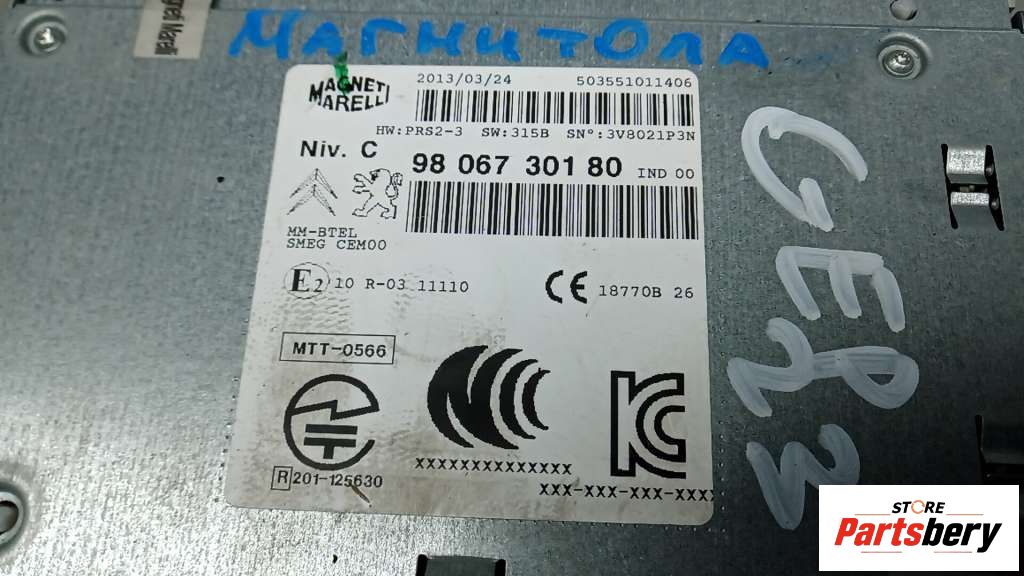 Магнитола
MAGNETI
MARELLI
2013/03/24 503551011406
HW:PRS2-3 SW:315B SN°:3V8021P3N
Niv. C 98 067 301 80 IND 00
MM-BTEL
SMEG CEM00
E2 10 R-03 11110
CE 18770B 26
MTT-0566
R 201-125630
XXXXXXXXXXXXXX
XXX-XXX-XXX-XXX
STORE
Partsbery